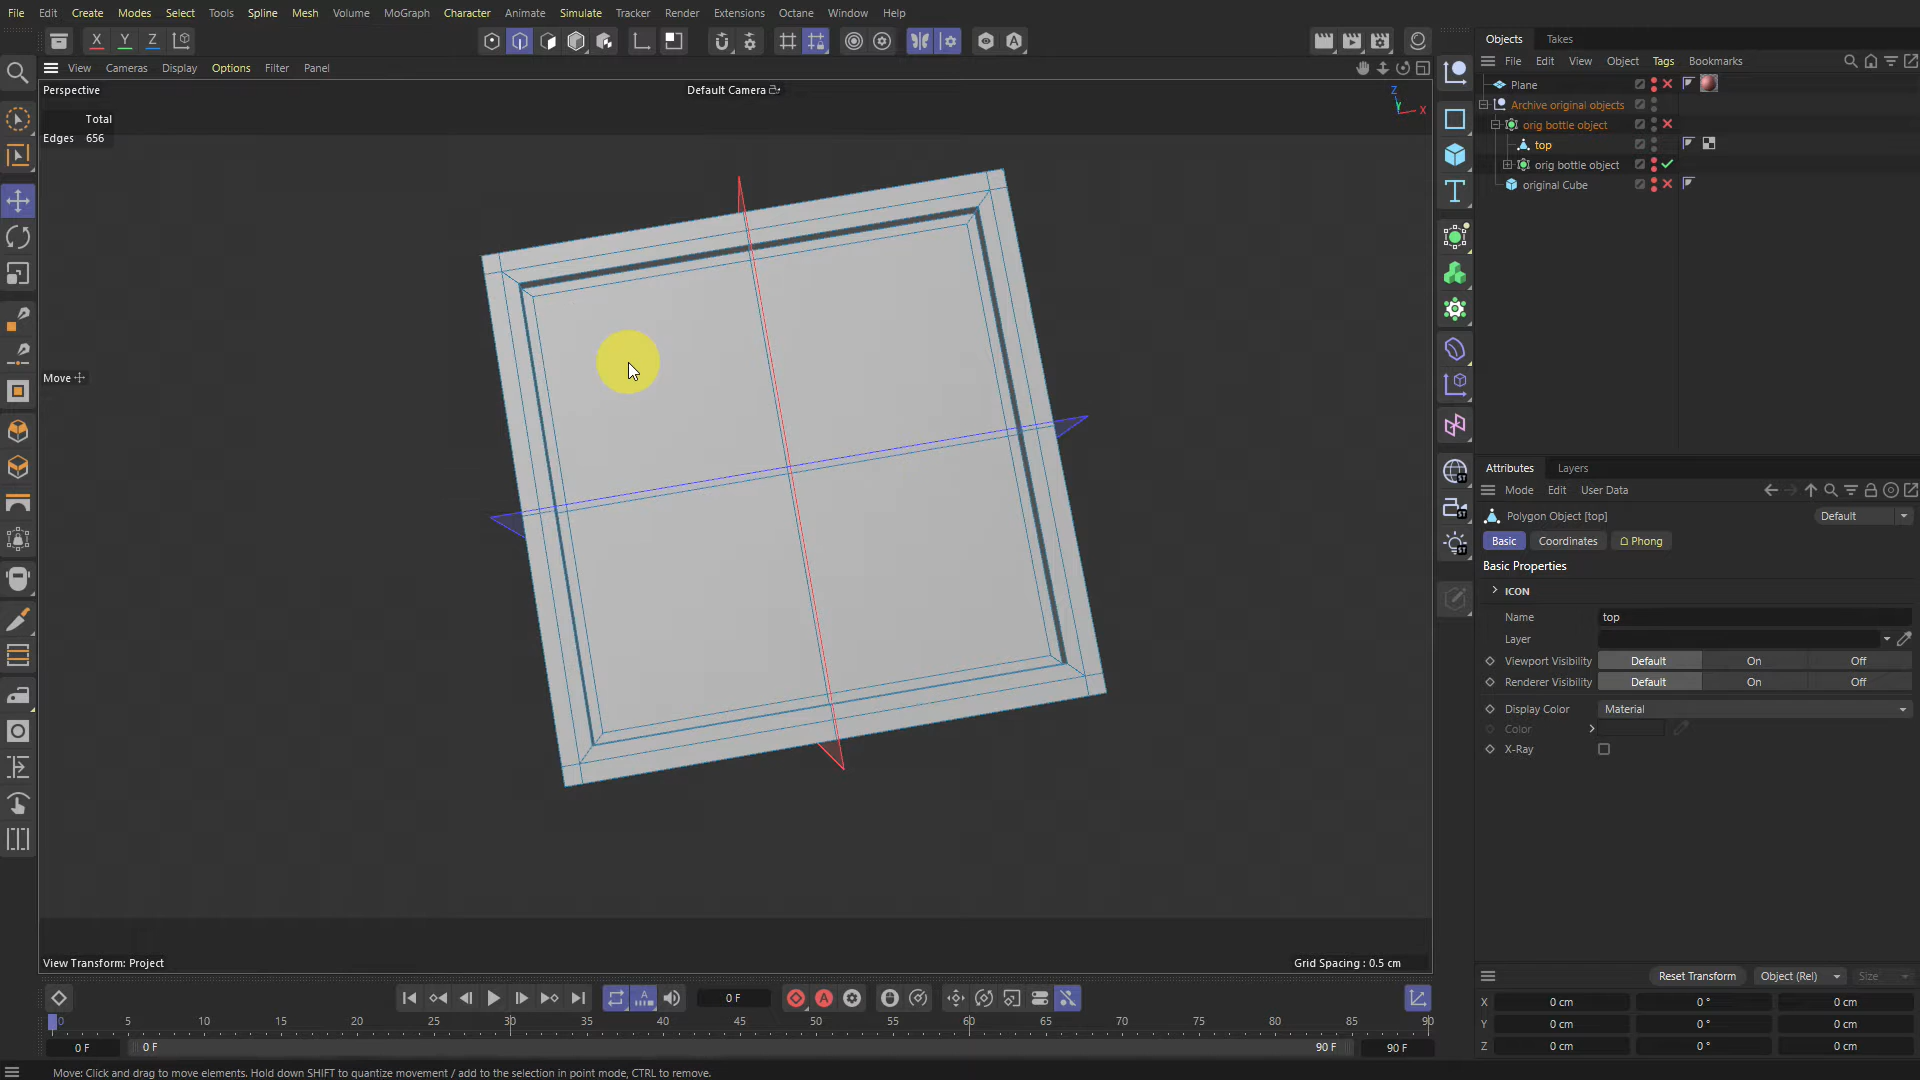 File Edit Create Modes Select Tools Spline Mesh Volume MoGraph Character Animate Simulate Tracker Render Extensions Octane Window Help
X Y Z
View Cameras Display Options Filter Panel
Perspective
Default Camera
Total
Edges 656
Move
Z
Y
X
View Transform: Project
Grid Spacing : 0.5 cm
Objects Takes
File Edit View Object Tags Bookmarks
Plane
Archive original objects
orig bottle object
top
orig bottle object
original Cube
Attributes Layers
Mode Edit User Data
Polygon Object [top]
Default
Basic Coordinates Phong
Basic Properties
ICON
Name top
Layer
Viewport Visibility Default On Off
Renderer Visibility Default On Off
Display Color Material
Color
X-Ray
Reset Transform Object (Rel) Size
X 0 cm 0 ° 0 cm
Y 0 cm 0 ° 0 cm
Z 0 cm 0 ° 0 cm
0 F
0 5 10 15 20 25 30 35 40 45 50 55 60 65 70 75 80 85 90
0 F 0 F 90 F 90 F
Move: Click and drag to move elements. Hold down SHIFT to quantize movement / add to the selection in point mode, CTRL to remove.